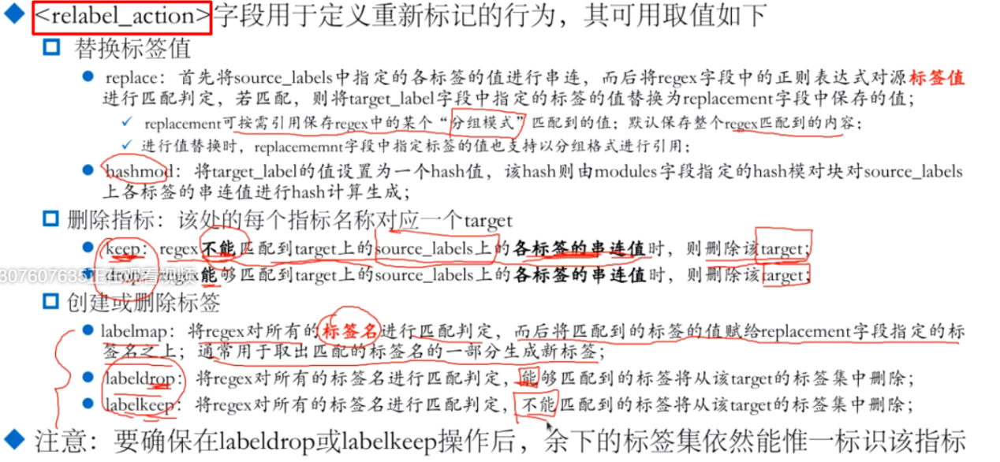 <relabel_action>字段用于定义重新标记的行为，其可用取值如下
替换标签值
replace：首先将source_labels中指定的各标签的值进行串连，而后将regex字段中的正则表达式对源标签值
进行匹配判定，若匹配，则将target_label字段中指定的标签的值替换为replacement字段中保存的值；
replacement可按需引用保存regex中的某个“分组模式”匹配到的值；默认保存整个regex匹配到的内容；
进行值替换时，replacememnt字段中指定标签的值也支持以分组格式进行引用；
hashmod：将target_label的值设置为一个hash值，该hash则由modules字段指定的hash模对块对source_labels
上各标签的串连值进行hash计算生成；
删除指标：该处的每个指标名称对应一个target
keep：regex不能匹配到target上的source_labels上的各标签的串连值时，则删除该target；
drop：regex能够匹配到target上的source_labels上的各标签的串连值时，则删除该target；
307607635正在观看视频
创建或删除标签
labelmap：将regex对所有的标签名进行匹配判定，而后将匹配到的标签的值赋给replacement字段指定的标
签名之上；通常用于取出匹配的标签名的一部分生成新标签；
labeldrop：将regex对所有的标签名进行匹配判定，能够匹配到的标签将从该target的标签集中删除；
labelkeep：将regex对所有的标签名进行匹配判定，不能匹配到的标签将从该target的标签集中删除；
注意：要确保在labeldrop或labelkeep操作后，余下的标签集依然能惟一标识该指标